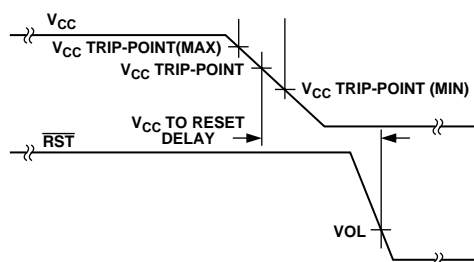 VCC
VCC TRIP-POINT(MAX)
VCC TRIP-POINT
VCC TRIP-POINT (MIN)
VCC TO RESET
DELAY
RST
VOL